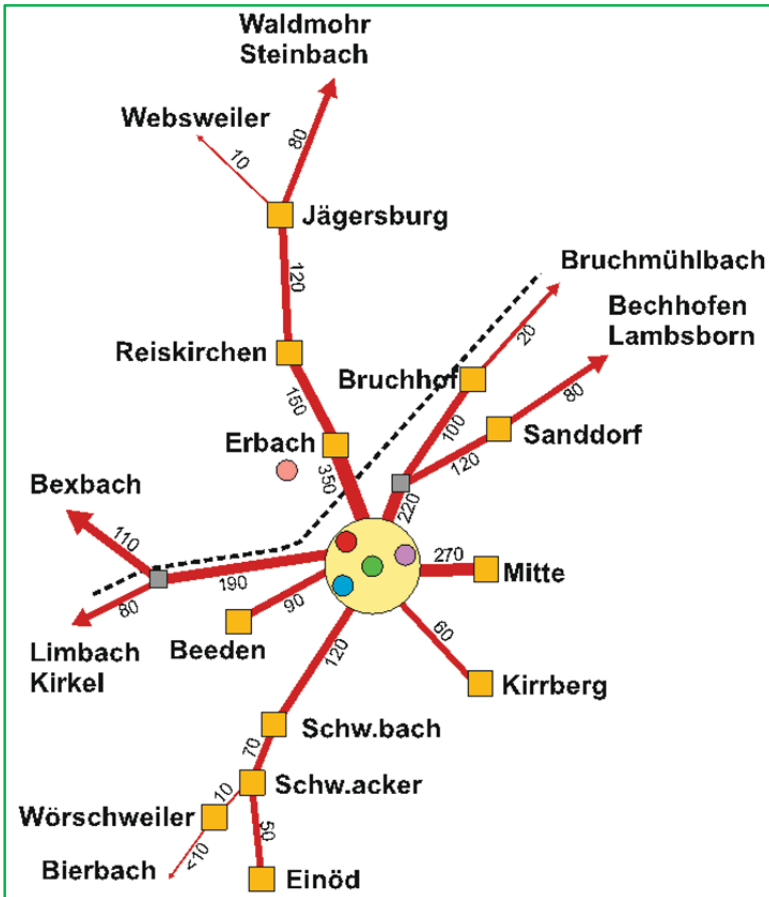 Waldmohr
Steinbach
Websweiler
80
10
Jägersburg
120
Bruchmühlbach
Bechhofen
Lambsborn
20
Reiskirchen
Bruchhof
80
150
100
Sanddorf
Erbach
120
350
Bexbach
220
110
270
Mitte
190
80
90
60
Limbach
Kirkel
Beeden
120
Kirrberg
Schw.bach
70
Schw.acker
10
Wörschweiler
50
<10
Bierbach
Einöd